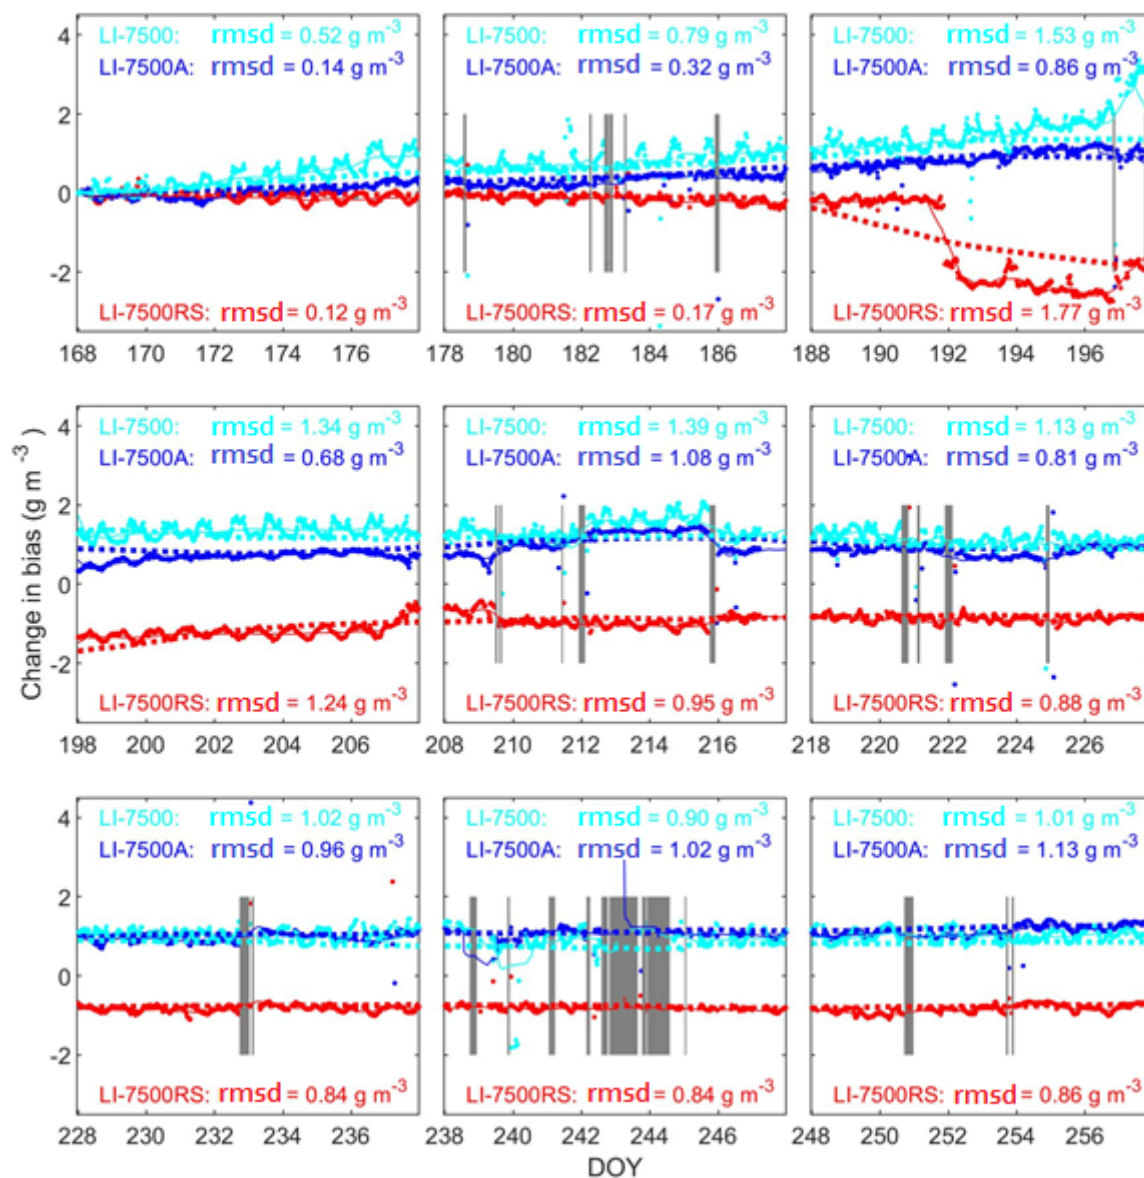 LI-7500: rmsd = 0.52 g m⁻³
LI-7500A: rmsd = 0.14 g m⁻³
LI-7500RS: rmsd = 0.12 g m⁻³
4
2
0
-2
168 170 172 174 176
LI-7500: rmsd = 0.79 g m⁻³
LI-7500A: rmsd = 0.32 g m⁻³
LI-7500RS: rmsd = 0.17 g m⁻³
178 180 182 184 186
LI-7500: rmsd = 1.53 g m⁻³
LI-7500A: rmsd = 0.86 g m⁻³
LI-7500RS: rmsd = 1.77 g m⁻³
188 190 192 194 196
Change in bias (g m⁻³)
LI-7500: rmsd = 1.34 g m⁻³
LI-7500A: rmsd = 0.68 g m⁻³
LI-7500RS: rmsd = 1.24 g m⁻³
4
2
0
-2
198 200 202 204 206
LI-7500: rmsd = 1.39 g m⁻³
LI-7500A: rmsd = 1.08 g m⁻³
LI-7500RS: rmsd = 0.95 g m⁻³
208 210 212 214 216
LI-7500: rmsd = 1.13 g m⁻³
LI-7500A: rmsd = 0.81 g m⁻³
LI-7500RS: rmsd = 0.88 g m⁻³
218 220 222 224 226
LI-7500: rmsd = 1.02 g m⁻³
LI-7500A: rmsd = 0.96 g m⁻³
LI-7500RS: rmsd = 0.84 g m⁻³
4
2
0
-2
228 230 233 235 237
LI-7500: rmsd = 0.90 g m⁻³
LI-7500A: rmsd = 1.02 g m⁻³
LI-7500RS: rmsd = 0.84 g m⁻³
238 240 242 244 246
LI-7500: rmsd = 1.01 g m⁻³
LI-7500A: rmsd = 1.13 g m⁻³
LI-7500RS: rmsd = 0.86 g m⁻³
248 250 252 254 256
DOY